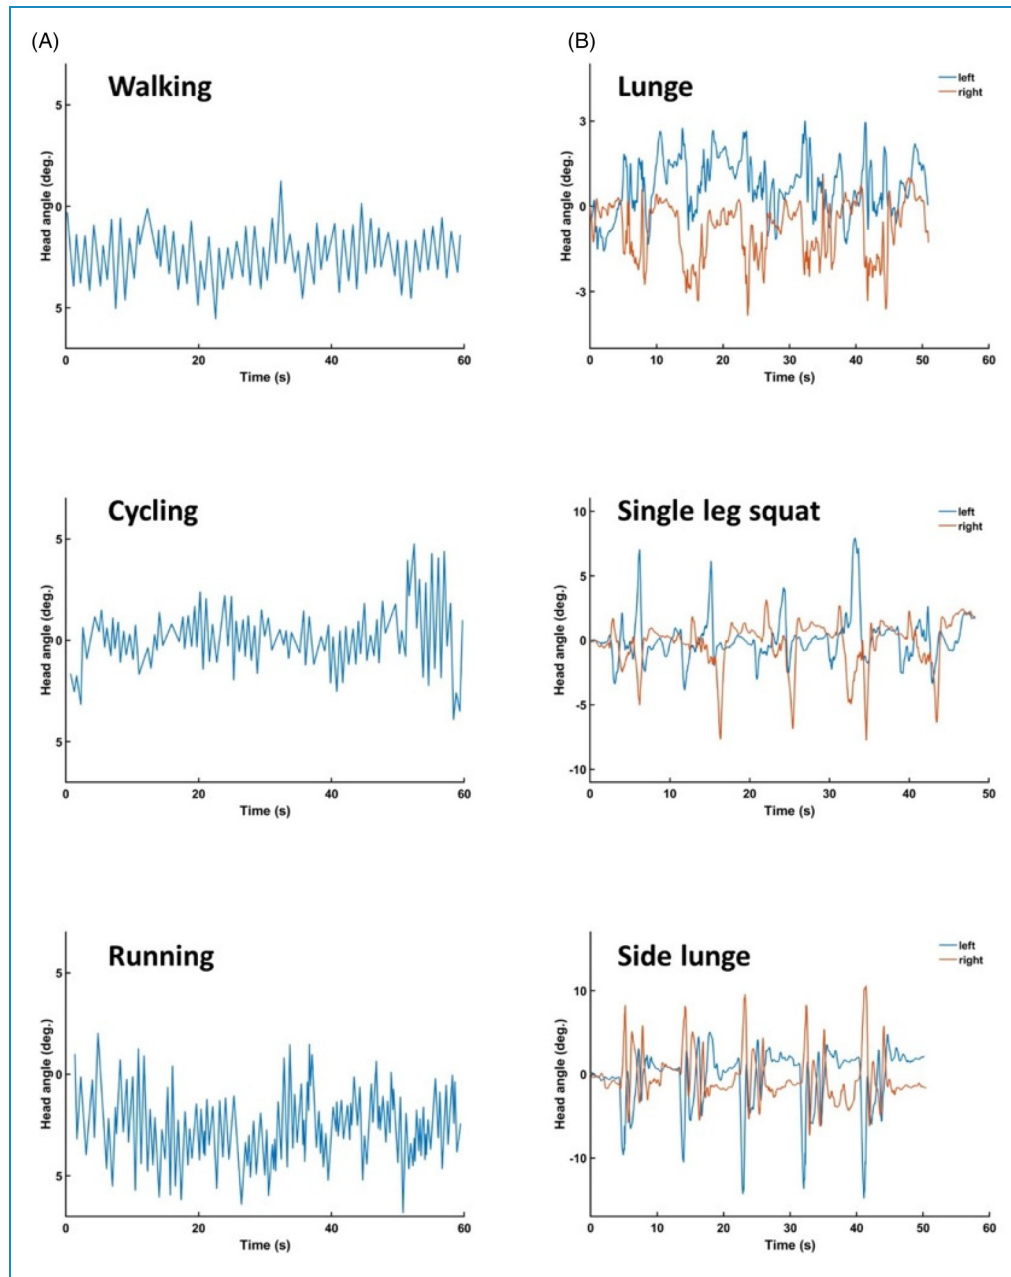 (A)
(B)
Walking
5
0
5
Head angle (deg.)
0 20 40 60
Time (s)
Lunge
left
right
3
0
-3
Head angle (deg.)
0 10 20 30 40 50 60
Time (s)
Cycling
5
0
5
Head angle (deg.)
0 20 40 60
Time (s)
Single leg squat
left
right
10
5
0
-5
-10
Head angle (deg.)
0 10 20 30 40 50
Time (s)
Running
5
0
5
Head angle (deg.)
0 20 40 60
Time (s)
Side lunge
left
right
10
0
-10
Head angle (deg.)
0 10 20 30 40 50 60
Time (s)